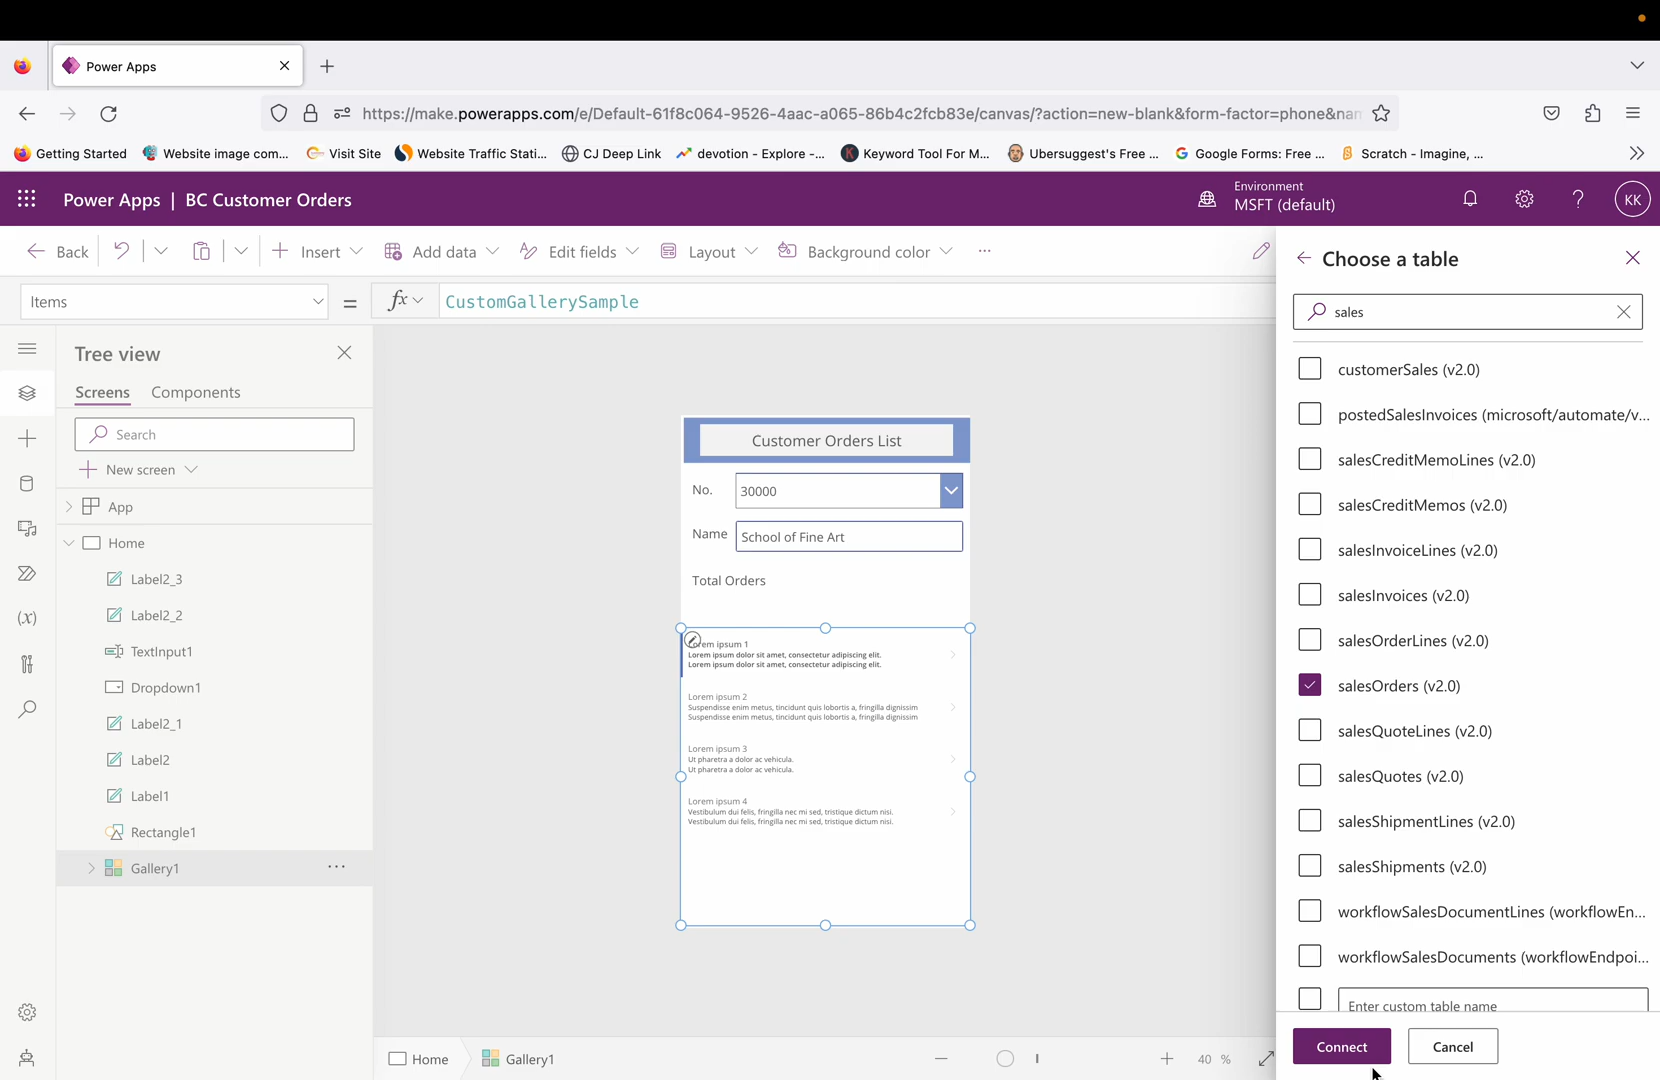 Power Apps
https://make.powerapps.com/e/Default-61f8c064-9526-4aac-a065-86b4c2fcb83e/canvas/?action=new-blank&form-factor=phone&nam
Getting Started
Website image com...
Visit Site
Website Traffic Stati...
CJ Deep Link
devotion - Explore -...
Keyword Tool For M...
Ubersuggest's Free ...
Google Forms: Free ...
Scratch - Imagine, ...
Power Apps | BC Customer Orders
Environment
MSFT (default)
KK
Back
Insert
Add data
Edit fields
Layout
Background color
...
Items
=
fx
CustomGallerySample
Tree view
Screens
Components
Search
New screen
App
Home
Label2_3
Label2_2
TextInput1
Dropdown1
Label2_1
Label2
Label1
Rectangle1
Gallery1
...
Customer Orders List
No.
30000
Name
School of Fine Art
Total Orders
Lorem ipsum 1
Lorem ipsum dolor sit amet, consectetur adipiscing elit.
Lorem ipsum dolor sit amet, consectetur adipiscing elit.
Lorem ipsum 2
Suspendisse enim metus, tincidunt quis lobortis a, fringilla dignissim
Suspendisse enim metus, tincidunt quis lobortis a, fringilla dignissim
Lorem ipsum 3
Ut pharetra a dolor ac vehicula.
Ut pharetra a dolor ac vehicula.
Lorem ipsum 4
Vestibulum dui felis, fringilla nec mi sed, tristique dictum nisi.
Vestibulum dui felis, fringilla nec mi sed, tristique dictum nisi.
Home
Gallery1
40 %
Choose a table
sales
customerSales (v2.0)
postedSalesInvoices (microsoft/automate/v...
salesCreditMemoLines (v2.0)
salesCreditMemos (v2.0)
salesInvoiceLines (v2.0)
salesInvoices (v2.0)
salesOrderLines (v2.0)
salesOrders (v2.0)
salesQuoteLines (v2.0)
salesQuotes (v2.0)
salesShipmentLines (v2.0)
salesShipments (v2.0)
workflowSalesDocumentLines (workflowEn...
workflowSalesDocuments (workflowEndpoi...
Enter custom table name
Connect
Cancel